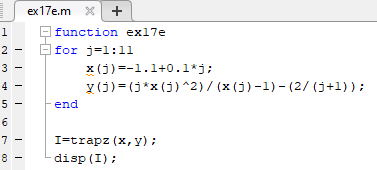 ex17e.m × +
1 function ex17e
2 – for j=1:11
3 – x(j)=-1.1+0.1*j;
4 – y(j)=(j*x(j)^2)/(x(j)-1)-(2/(j+1));
5 – end
6
7 – I=trapz(x,y);
8 – disp(I);